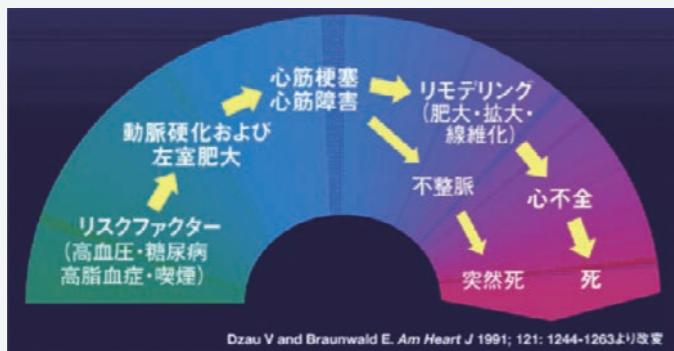 リスクファクター
(高血圧・糖尿病
高脂血症・喫煙)
動脈硬化および
左室肥大
心筋梗塞
心筋障害
リモデリング
(肥大・拡大・
線維化)
不整脈
心不全
突然死
死
Dzau V and Braunwald E. Am Heart J 1991; 121: 1244-1263より改変